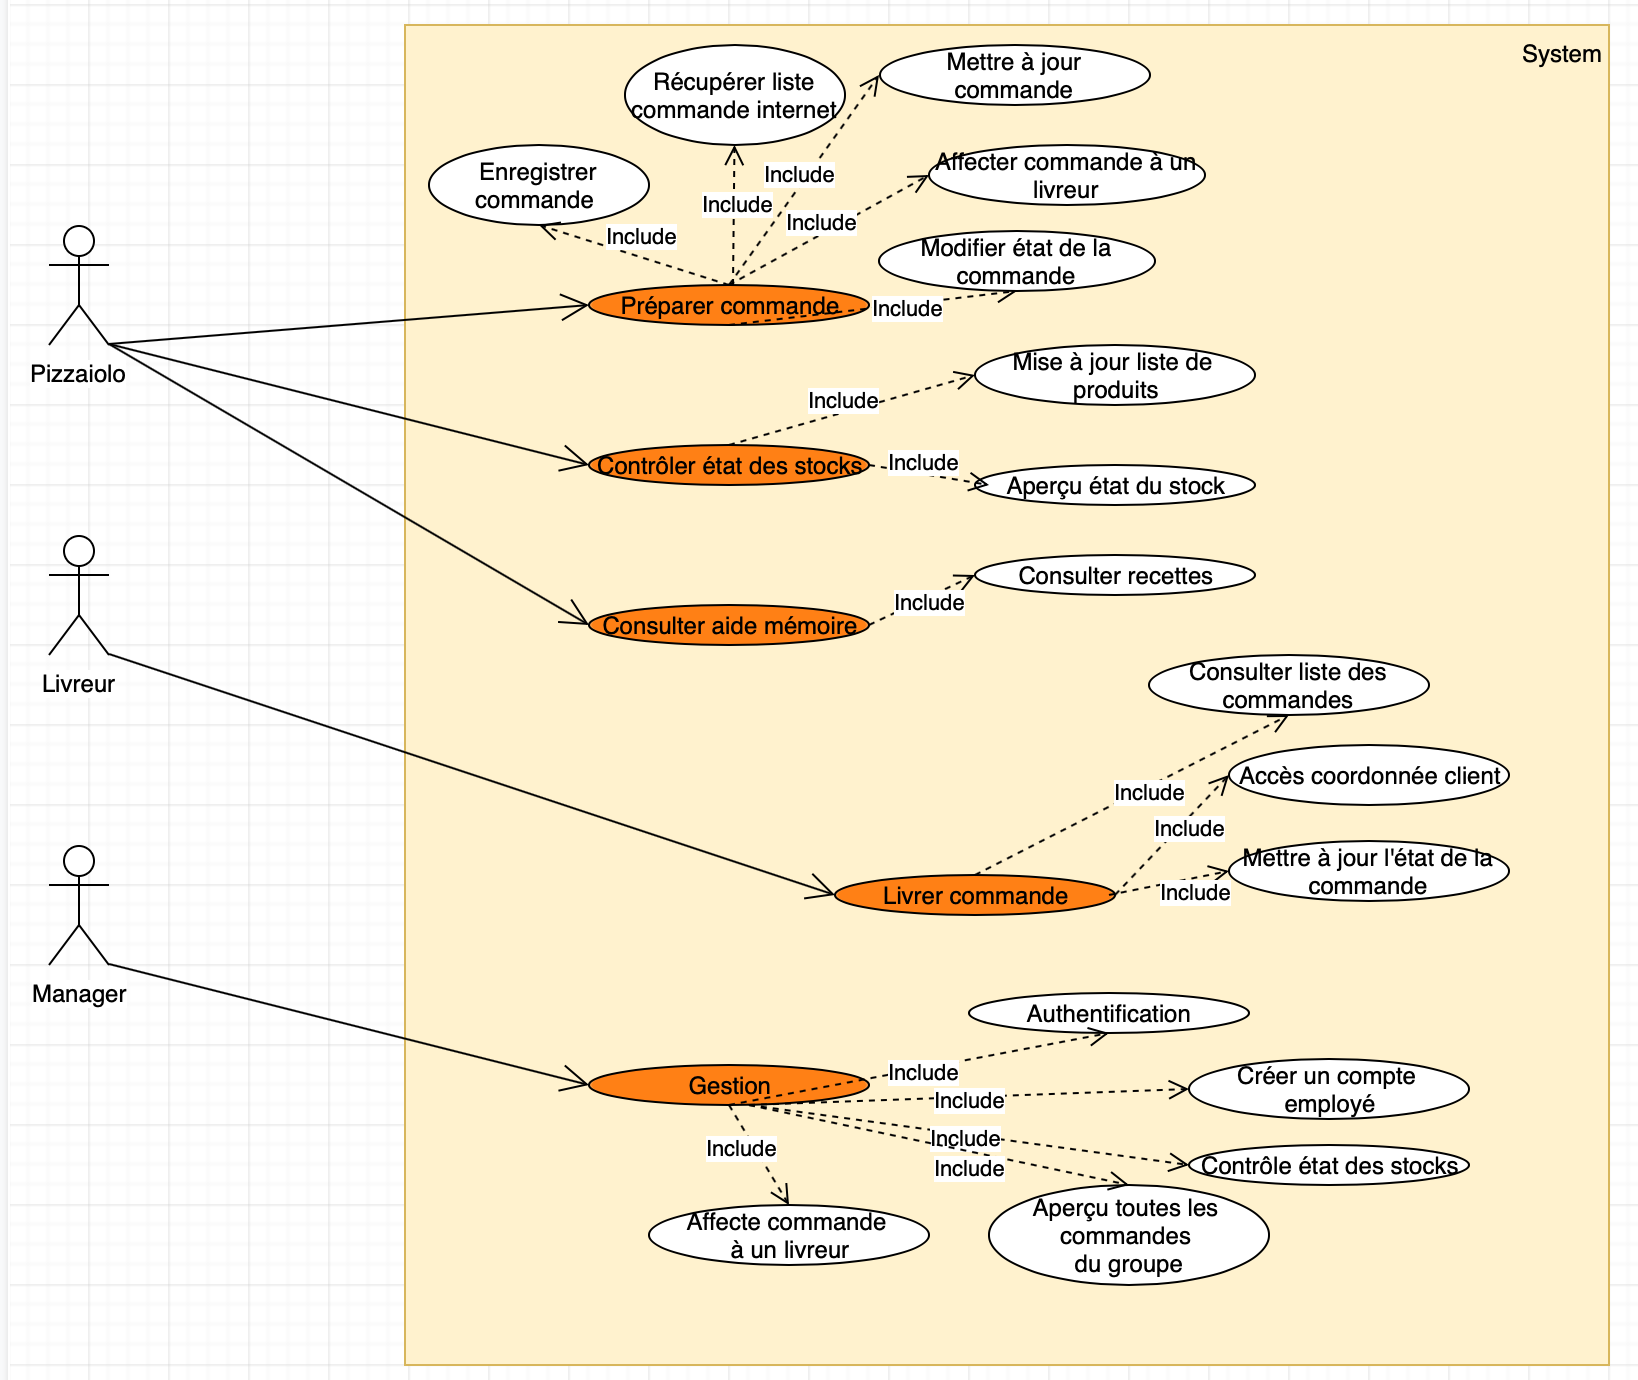 System
Mettre à jour
commande
Récupérer liste
commande internet
Include
Affecter commande à un
livreur
Enregistrer
commande
Include
Include
Include
Modifier état de la
commande
Préparer commande
Include
Pizzaiolo
Mise à jour liste de
produits
Include
Contrôler état des stocks
Include
Aperçu état du stock
Consulter recettes
Include
Consulter aide mémoire
Livreur
Consulter liste des
commandes
Accès coordonnée client
Include
Include
Mettre à jour l'état de la
commande
Include
Livrer commande
Manager
Authentification
Include
Gestion
Créer un compte
employé
Include
Include
Include
Include
Contrôle état des stocks
Affecte commande
à un livreur
Aperçu toutes les
commandes
du groupe